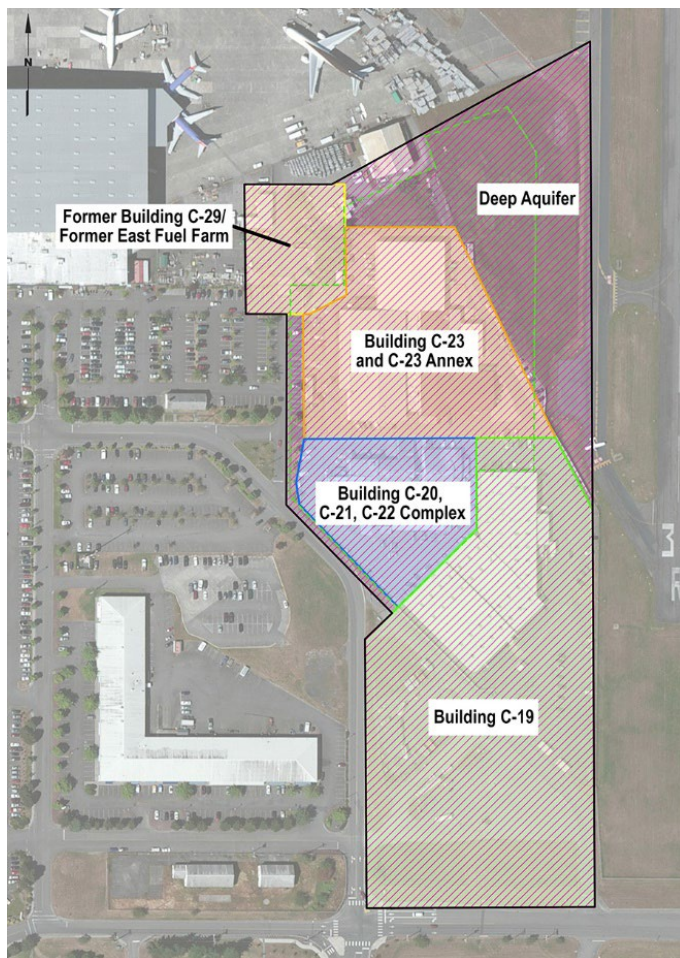 N
Deep Aquifer
Former Building C-29/
Former East Fuel Farm
Building C-23
and C-23 Annex
Building C-20,
C-21, C-22 Complex
Building C-19